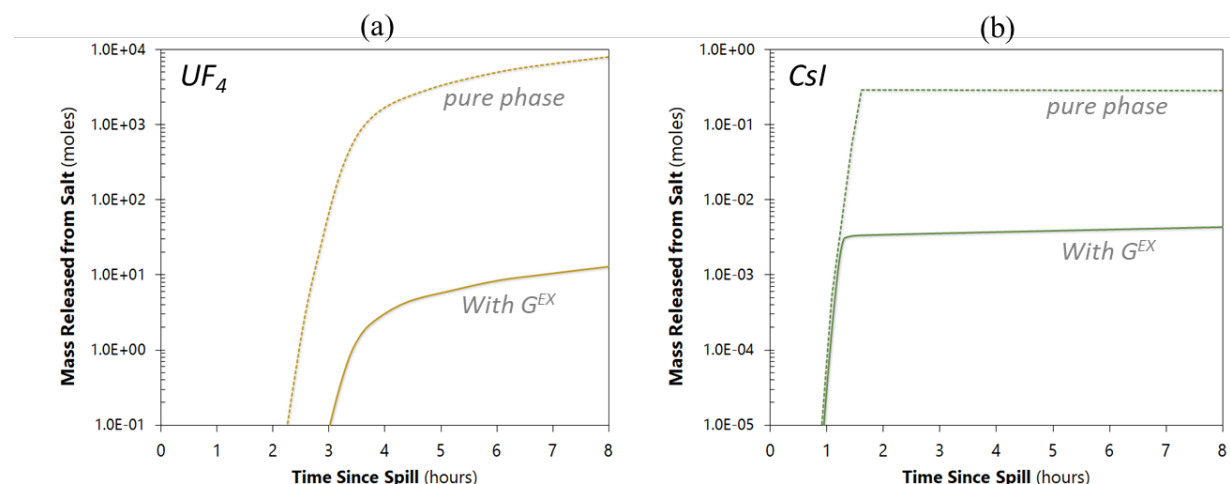 (a)
UF4
pure phase
With G^EX
Mass Released from Salt (moles)
1.0E+04
1.0E+03
1.0E+02
1.0E+01
1.0E+00
1.0E-01
0 1 2 3 4 5 6 7 8
Time Since Spill (hours)
(b)
CsI
pure phase
With G^EX
Mass Released from Salt (moles)
1.0E+00
1.0E-01
1.0E-02
1.0E-03
1.0E-04
1.0E-05
0 1 2 3 4 5 6 7 8
Time Since Spill (hours)